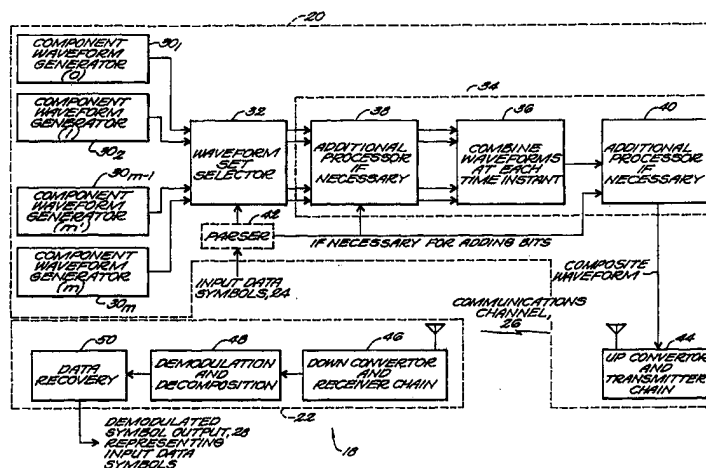 20
COMPONENT
WAVEFORM
GENERATOR
(0)
30₁
COMPONENT
WAVEFORM
GENERATOR
(1)
30₂
30m-1
COMPONENT
WAVEFORM
GENERATOR
(m')
COMPONENT
WAVEFORM
GENERATOR
(m)
30m
32
WAVEFORM
SET
SELECTOR
34
38
ADDITIONAL
PROCESSOR
IF
NECESSARY
36
COMBINE
WAVEFORMS
AT EACH
TIME INSTANT
40
ADDITIONAL
PROCESSOR
IF
NECESSARY
42
PARSER
IF NECESSARY FOR ADDING BITS
INPUT DATA
SYMBOLS, 24
COMPOSITE
WAVEFORM
COMMUNICATIONS
CHANNEL,
26
50
DATA
RECOVERY
48
DEMODULATION
AND
DECOMPOSITION
46
DOWN CONVERTOR
AND
RECEIVER CHAIN
44
UP CONVERTOR
AND
TRANSMITTER
CHAIN
22
DEMODULATED
SYMBOL OUTPUT, 28
REPRESENTING
INPUT DATA
SYMBOLS
18